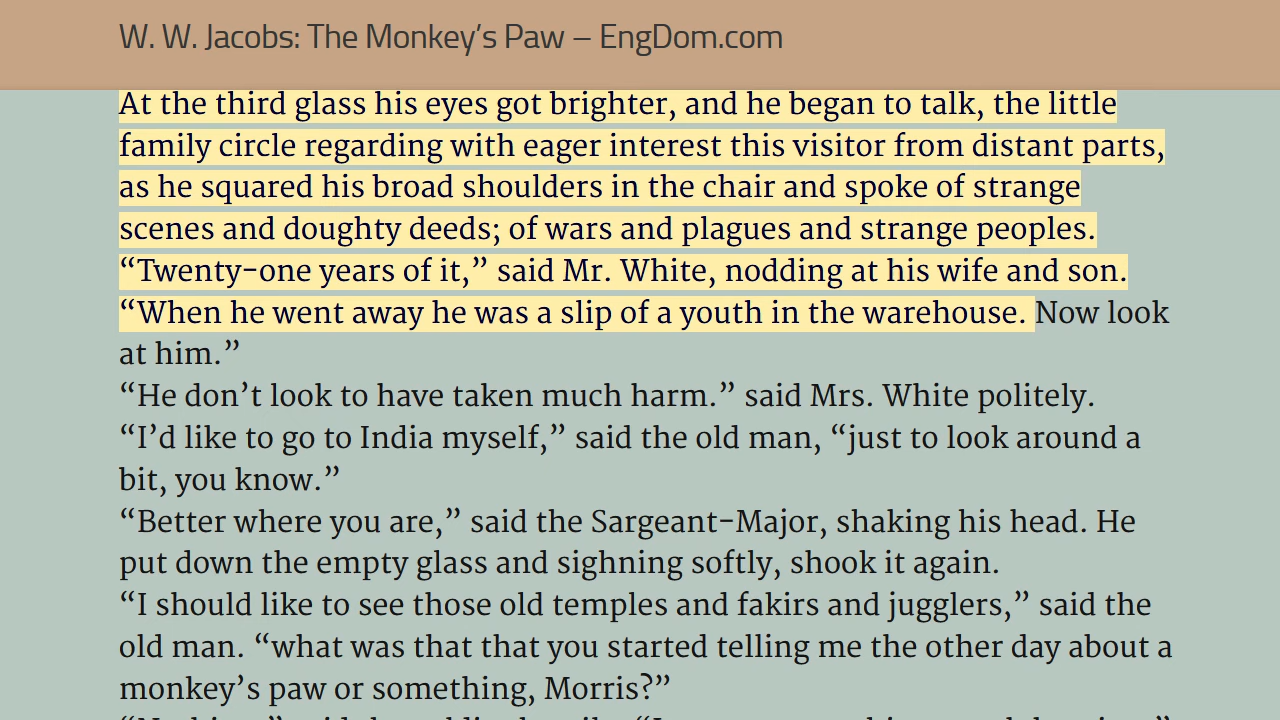 W. W. Jacobs: The Monkey’s Paw – EngDom.com
At the third glass his eyes got brighter, and he began to talk, the little
family circle regarding with eager interest this visitor from distant parts,
as he squared his broad shoulders in the chair and spoke of strange
scenes and doughty deeds; of wars and plagues and strange peoples.
“Twenty-one years of it,” said Mr. White, nodding at his wife and son.
“When he went away he was a slip of a youth in the warehouse. Now look
at him.”
“He don’t look to have taken much harm.” said Mrs. White politely.
“I’d like to go to India myself,” said the old man, “just to look around a
bit, you know.”
“Better where you are,” said the Sargeant-Major, shaking his head. He
put down the empty glass and sighning softly, shook it again.
“I should like to see those old temples and fakirs and jugglers,” said the
old man. “what was that that you started telling me the other day about a
monkey’s paw or something, Morris?”